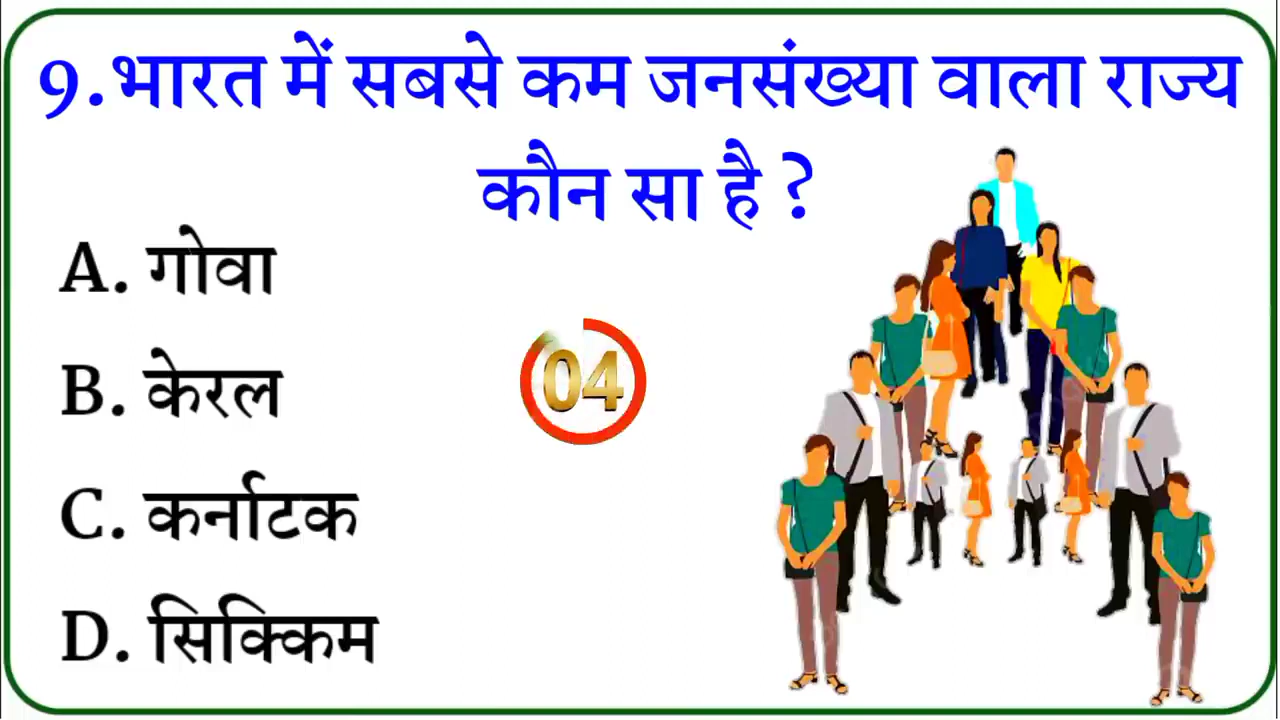 9.भारत में सबसे कम जनसंख्या वाला राज्य
कौन सा है ?
A. गोवा
B. केरल
04
C. कर्नाटक
D. सिक्किम